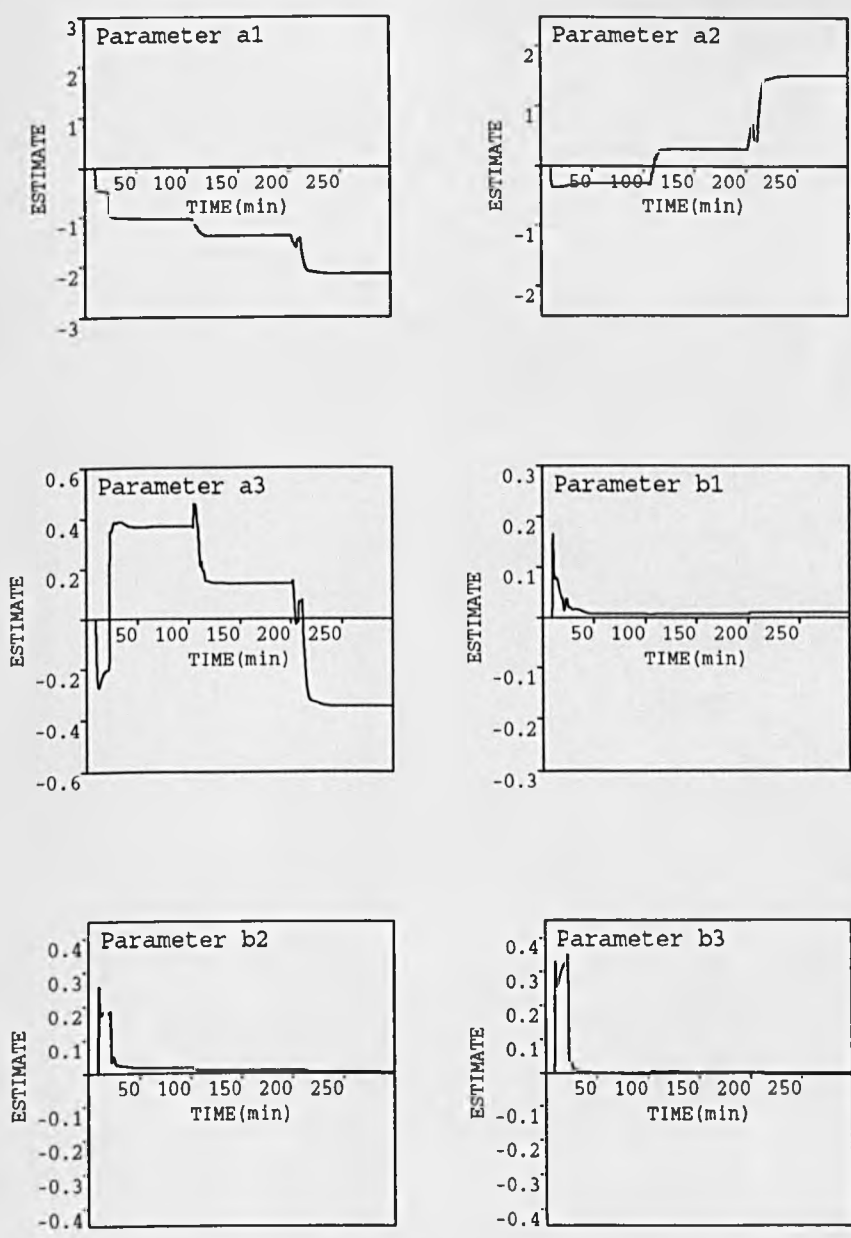 Parameter a1
3
2
1
-1
-2
-3
ESTIMATE
50 100 150 200 250
TIME(min)
Parameter a2
2
1
-1
-2
ESTIMATE
50 100 150 200 250
TIME(min)
Parameter a3
0.6
0.4
0.2
-0.2
-0.4
-0.6
ESTIMATE
50 100 150 200 250
TIME(min)
Parameter b1
0.3
0.2
0.1
-0.1
-0.2
-0.3
ESTIMATE
50 100 150 200 250
TIME(min)
Parameter b2
0.4
0.3
0.2
0.1
-0.1
-0.2
-0.3
-0.4
ESTIMATE
50 100 150 200 250
TIME(min)
Parameter b3
0.4
0.3
0.2
0.1
-0.1
-0.2
-0.3
-0.4
ESTIMATE
50 100 150 200 250
TIME(min)